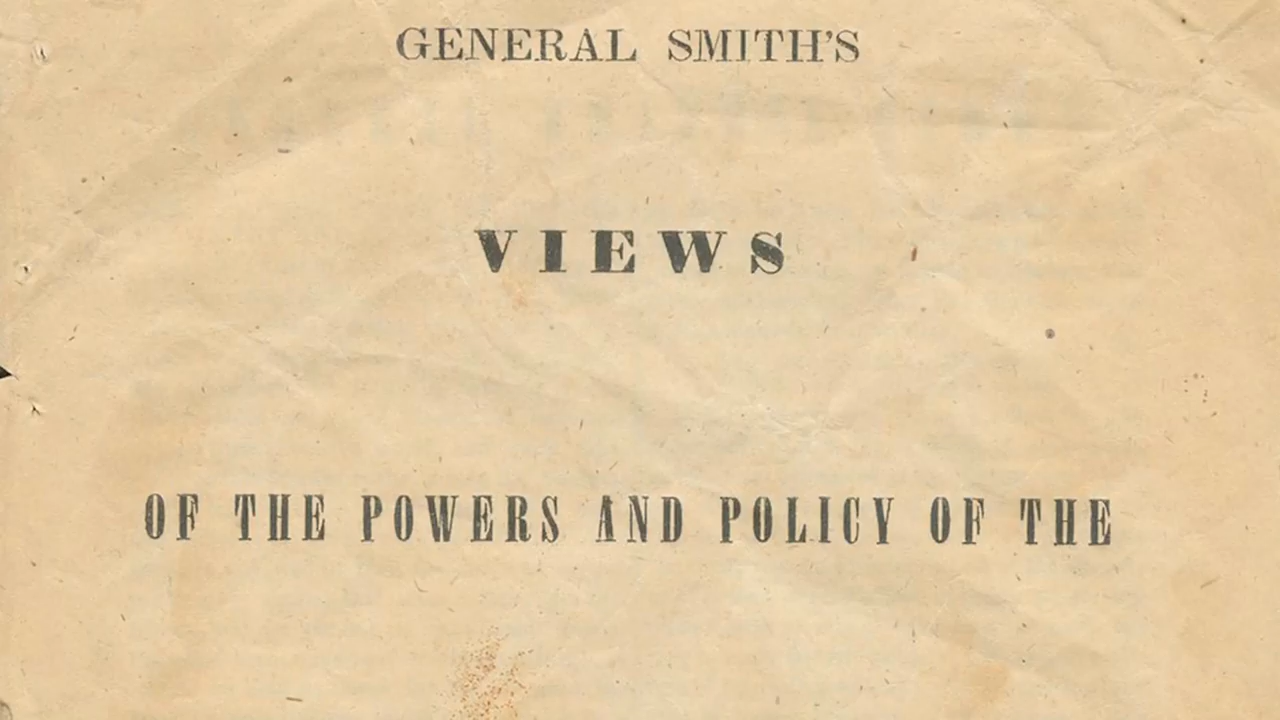 GENERAL SMITH'S
VIEWS
OF THE POWERS AND POLICY OF THE